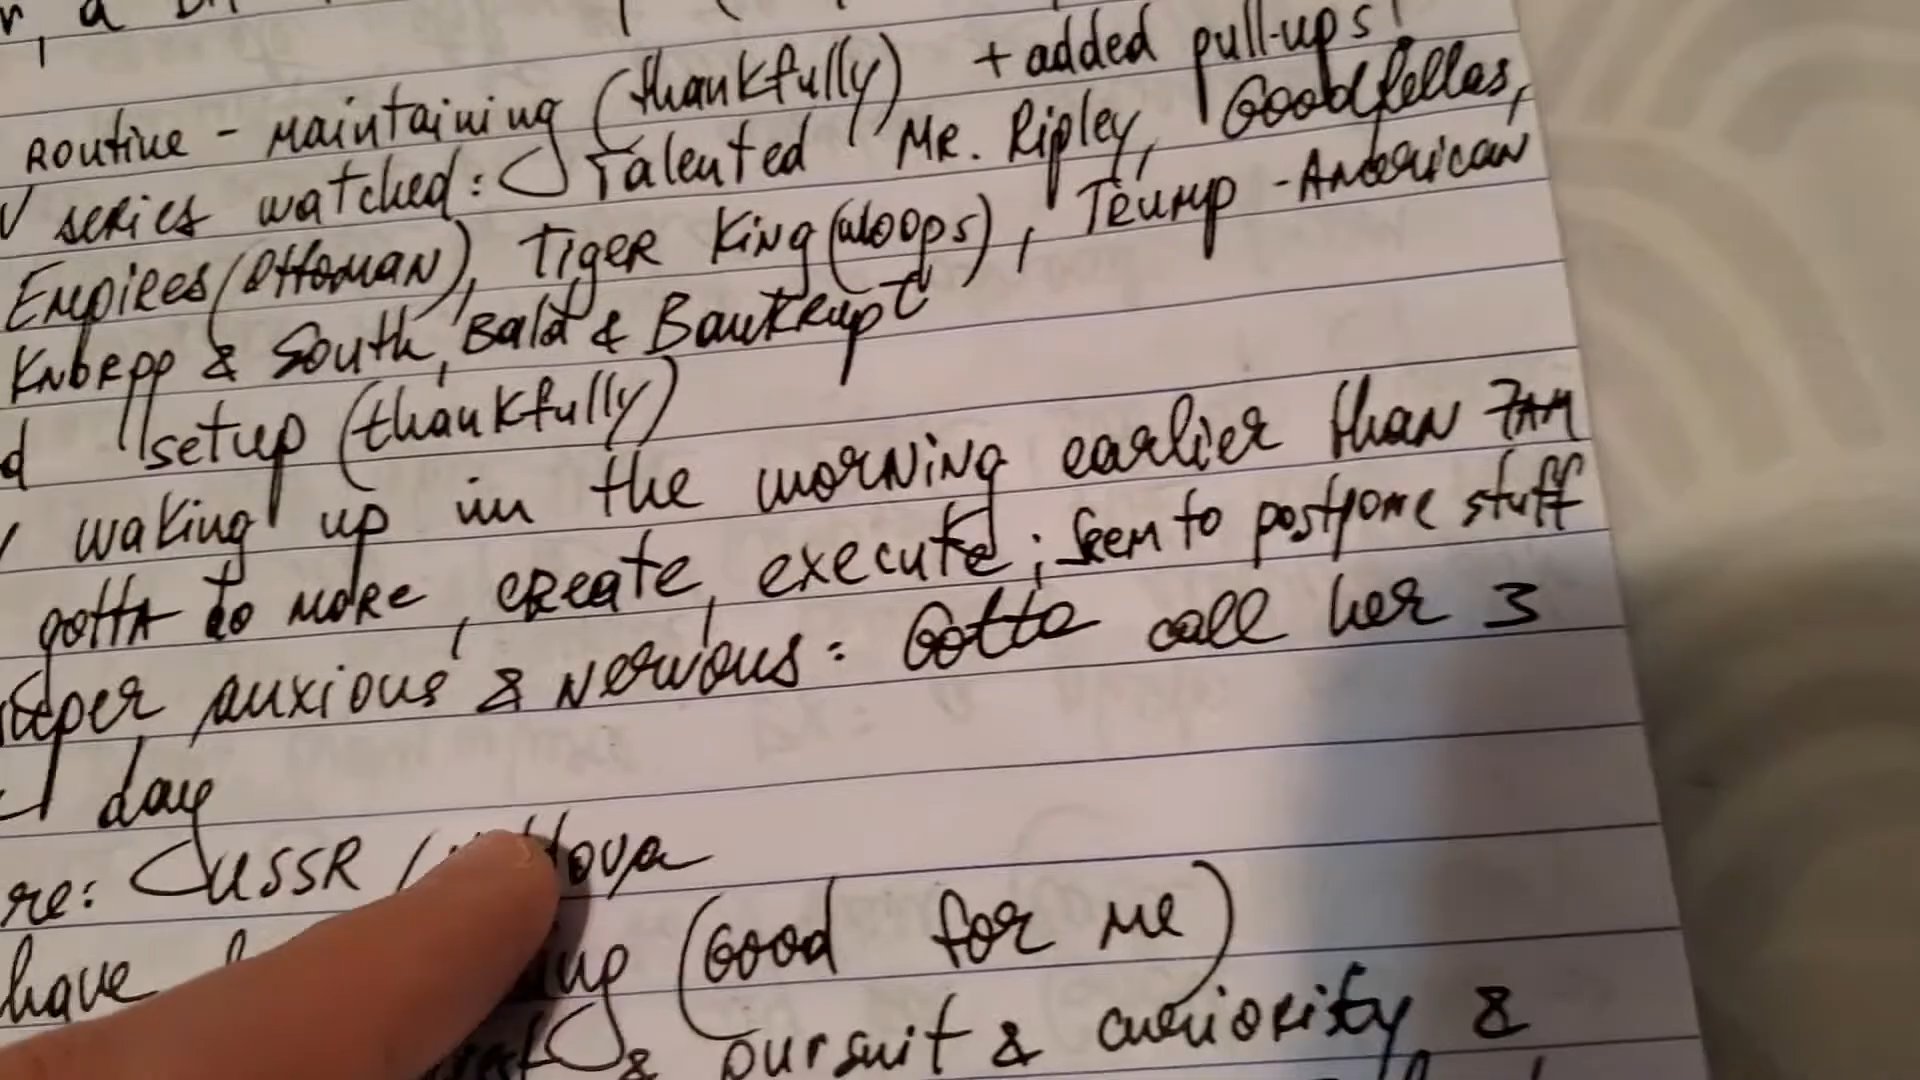 Routine - maintaining (thankfully) + added pull-ups!
series watched: Talented Mr. Ripley, Goodfellas,
Empires (Ottoman), Tiger King (woops), Trump - American
& South, Bald & Bankrupt
setup (thankfully)
waking up in the morning earlier than 7AM
gotta do more, create, execute; seem to postpone stuff
anxious & nervous: Gotta call her 3
day
re: USSR
have (Good for me)
& pursuit & curiority &